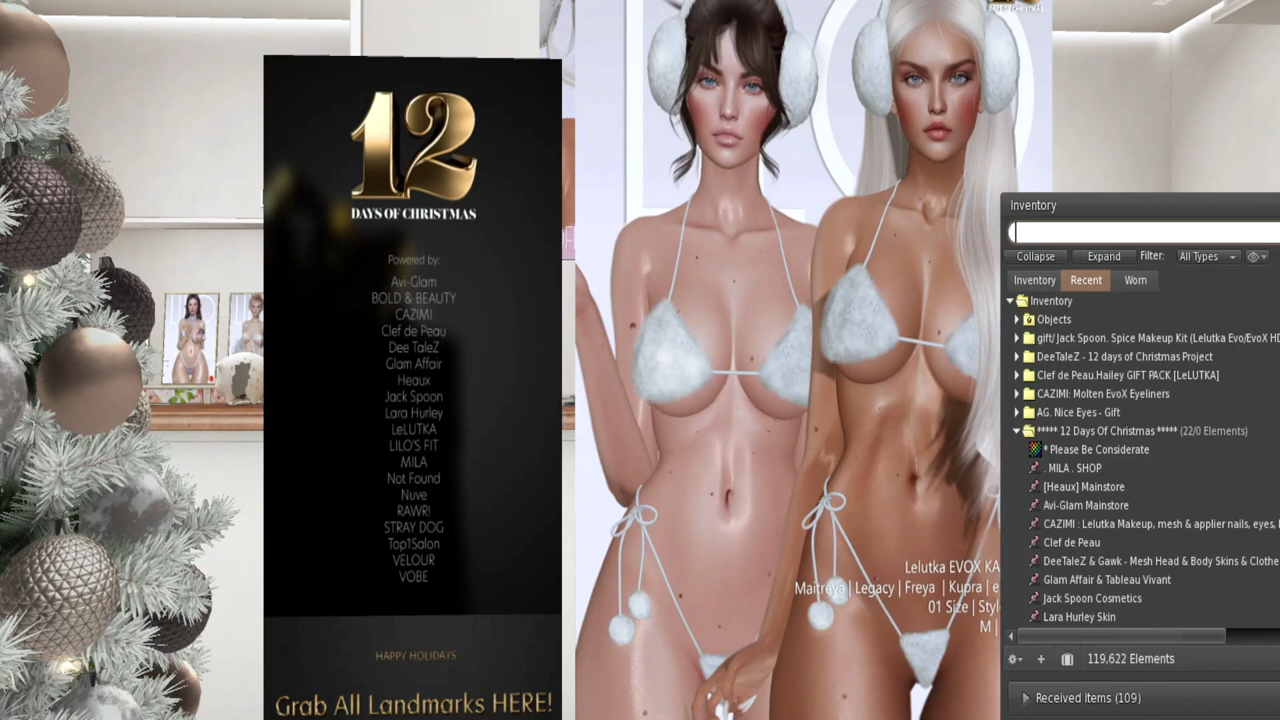 12
DAYS OF CHRISTMAS
Powered by:
Avi-Glam
BOLD & BEAUTY
CAZIMI
Clef de Peau
Dee TaleZ
Glam Affair
Heaux
Jack Spoon
Lara Hurley
LeLUTKA
LILO'S FIT
MILA
Not Found
Nuve
RAWR!
STRAY DOG
Top1Salon
VELOUR
VOBE
HAPPY HOLIDAYS
Grab All Landmarks HERE!
Lelutka EVOX KA
Maitreya | Legacy | Freya | Kupra | e
01 Size | Styl
M |
Inventory
Collapse Expand Filter: All Types
Inventory Recent Worn
Inventory
Objects
gift/ Jack Spoon. Spice Makeup Kit (Lelutka Evo/EvoX HD
DeeTaleZ - 12 days of Christmas Project
Clef de Peau.Hailey GIFT PACK [LeLUTKA]
CAZIMI: Molten EvoX Eyeliners
AG. Nice Eyes - Gift
***** 12 Days Of Christmas ***** (22/0 Elements)
* Please Be Considerate
. MILA . SHOP
[Heaux] Mainstore
Avi-Glam Mainstore
CAZIMI : Lelutka Makeup, mesh & applier nails, eyes,
Clef de Peau
DeeTaleZ & Gawk - Mesh Head & Body Skins & Clothe
Glam Affair & Tableau Vivant
Jack Spoon Cosmetics
Lara Hurley Skin
119,622 Elements
Received items (109)